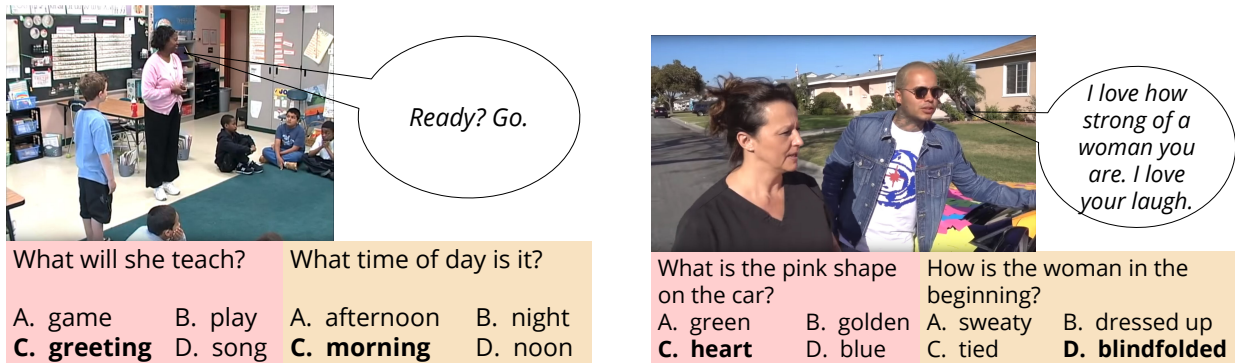 Ready? Go.
What will she teach?
A. game
B. play
C. greeting
D. song
What time of day is it?
A. afternoon
B. night
C. morning
D. noon
I love how
strong of a
woman you
are. I love
your laugh.
What is the pink shape
on the car?
A. green
B. golden
C. heart
D. blue
How is the woman in the
beginning?
A. sweaty
B. dressed up
C. tied
D. blindfolded